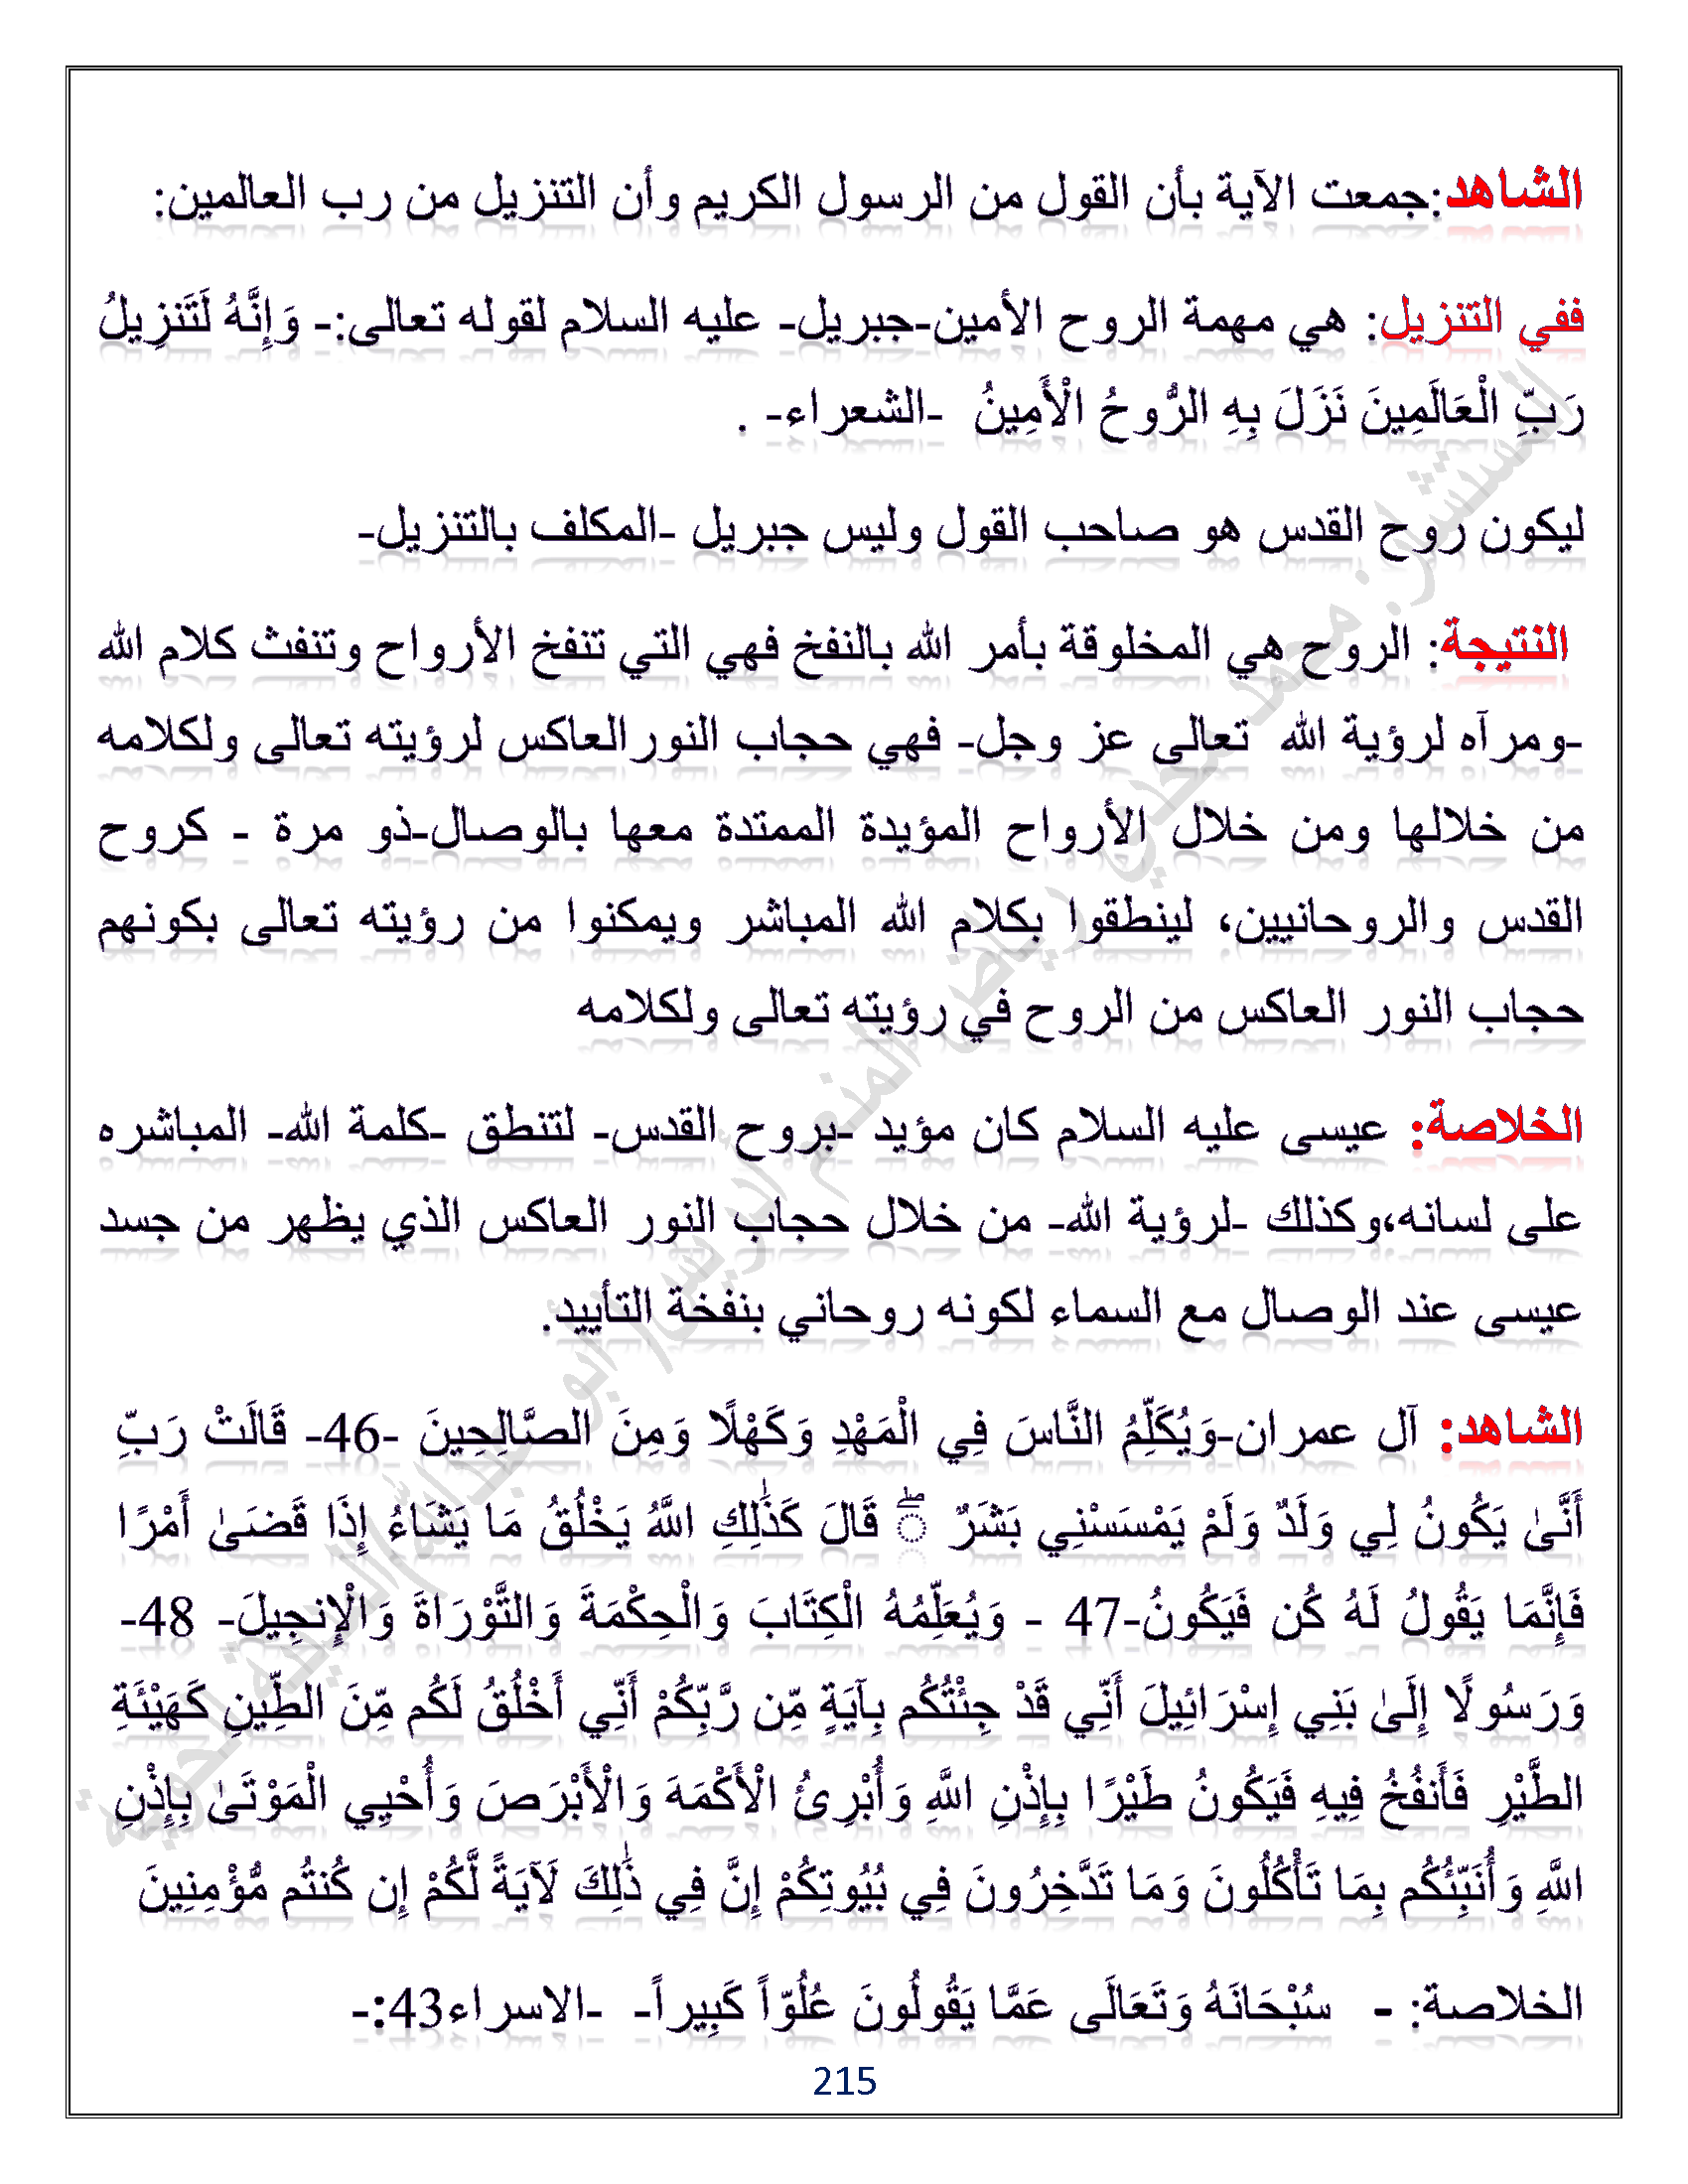 الشاهد:جمعت الآية بأن القول من الرسول الكريم وأن التنزيل من رب العالمين:
ففي التنزيل: هي مهمة الروح الأمين-جبريل- عليه السلام لقوله تعالى:- وَإِنَّهُ لَتَنزِيلُ
رَبِّ الْعَالَمِينَ نَزَلَ بِهِ الرُّوحُ الْأَمِينُ -الشعراء- .
ليكون روح القدس هو صاحب القول وليس جبريل -المكلف بالتنزيل-
النتيجة: الروح هي المخلوقة بأمر الله بالنفخ فهي التي تنفخ الأرواح وتنفث كلام الله
-ومرآه لرؤية الله تعالى عز وجل- فهي حجاب النورالعاكس لرؤيته تعالى ولكلامه
من خلالها ومن خلال الأرواح المؤيدة الممتدة معها بالوصال-ذو مرة - كروح
القدس والروحانيين، لينطقوا بكلام الله المباشر ويمكنوا من رؤيته تعالى بكونهم
حجاب النور العاكس من الروح في رؤيته تعالى ولكلامه
الخلاصة: عيسى عليه السلام كان مؤيد -بروح القدس- لتنطق -كلمة الله- المباشره
على لسانه،وكذلك -لرؤية الله- من خلال حجاب النور العاكس الذي يظهر من جسد
عيسى عند الوصال مع السماء لكونه روحاني بنفخة التأييد.
الشاهد: آل عمران-وَيُكَلِّمُ النَّاسَ فِي الْمَهْدِ وَكَهْلًا وَمِنَ الصَّالِحِينَ -46- قَالَتْ رَبِّ
أَنَّىٰ يَكُونُ لِي وَلَدٌ وَلَمْ يَمْسَسْنِي بَشَرٌ ۖ قَالَ كَذَٰلِكِ اللَّهُ يَخْلُقُ مَا يَشَاءُ إِذَا قَضَىٰ أَمْرًا
فَإِنَّمَا يَقُولُ لَهُ كُن فَيَكُونُ-47 - وَيُعَلِّمُهُ الْكِتَابَ وَالْحِكْمَةَ وَالتَّوْرَاةَ وَالْإِنجِيلَ- 48-
وَرَسُولًا إِلَىٰ بَنِي إِسْرَائِيلَ أَنِّي قَدْ جِئْتُكُم بِآيَةٍ مِّن رَّبِّكُمْ أَنِّي أَخْلُقُ لَكُم مِّنَ الطِّينِ كَهَيْئَةِ
الطَّيْرِ فَأَنفُخُ فِيهِ فَيَكُونُ طَيْرًا بِإِذْنِ اللَّهِ وَأُبْرِئُ الْأَكْمَهَ وَالْأَبْرَصَ وَأُحْيِي الْمَوْتَىٰ بِإِذْنِ
اللَّهِ وَأُنَبِّئُكُم بِمَا تَأْكُلُونَ وَمَا تَدَّخِرُونَ فِي بُيُوتِكُمْ إِنَّ فِي ذَٰلِكَ لَآيَةً لَّكُمْ إِن كُنتُم مُّؤْمِنِينَ
الخلاصة: - سُبْحَانَهُ وَتَعَالَى عَمَّا يَقُولُونَ عُلُوّاً كَبِيراً- -الاسراء43:-
215
المستشار: محمد مجدي رياض المنعم